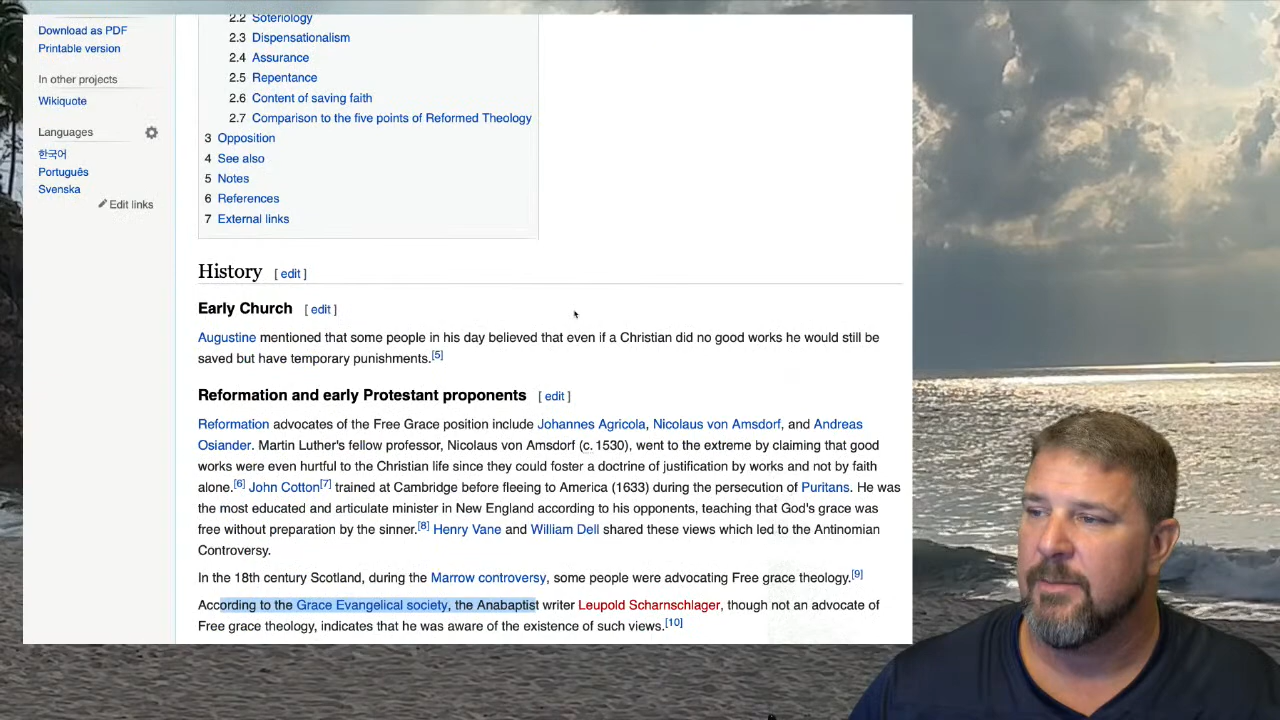 Download as PDF
Printable version
In other projects
Wikiquote
Languages
한국어
Português
Svenska
Edit links
2.2 Soteriology
2.3 Dispensationalism
2.4 Assurance
2.5 Repentance
2.6 Content of saving faith
2.7 Comparison to the five points of Reformed Theology
3 Opposition
4 See also
5 Notes
6 References
7 External links
History [ edit ]
Early Church [ edit ]
Augustine mentioned that some people in his day believed that even if a Christian did no good works he would still be
saved but have temporary punishments.[5]
Reformation and early Protestant proponents [ edit ]
Reformation advocates of the Free Grace position include Johannes Agricola, Nicolaus von Amsdorf, and Andreas
Osiander. Martin Luther's fellow professor, Nicolaus von Amsdorf (c. 1530), went to the extreme by claiming that good
works were even hurtful to the Christian life since they could foster a doctrine of justification by works and not by faith
alone.[6] John Cotton[7] trained at Cambridge before fleeing to America (1633) during the persecution of Puritans. He was
the most educated and articulate minister in New England according to his opponents, teaching that God's grace was
free without preparation by the sinner.[8] Henry Vane and William Dell shared these views which led to the Antinomian
Controversy.
In the 18th century Scotland, during the Marrow controversy, some people were advocating Free grace theology.[9]
According to the Grace Evangelical society, the Anabaptist writer Leupold Scharnschlager, though not an advocate of
Free grace theology, indicates that he was aware of the existence of such views.[10]